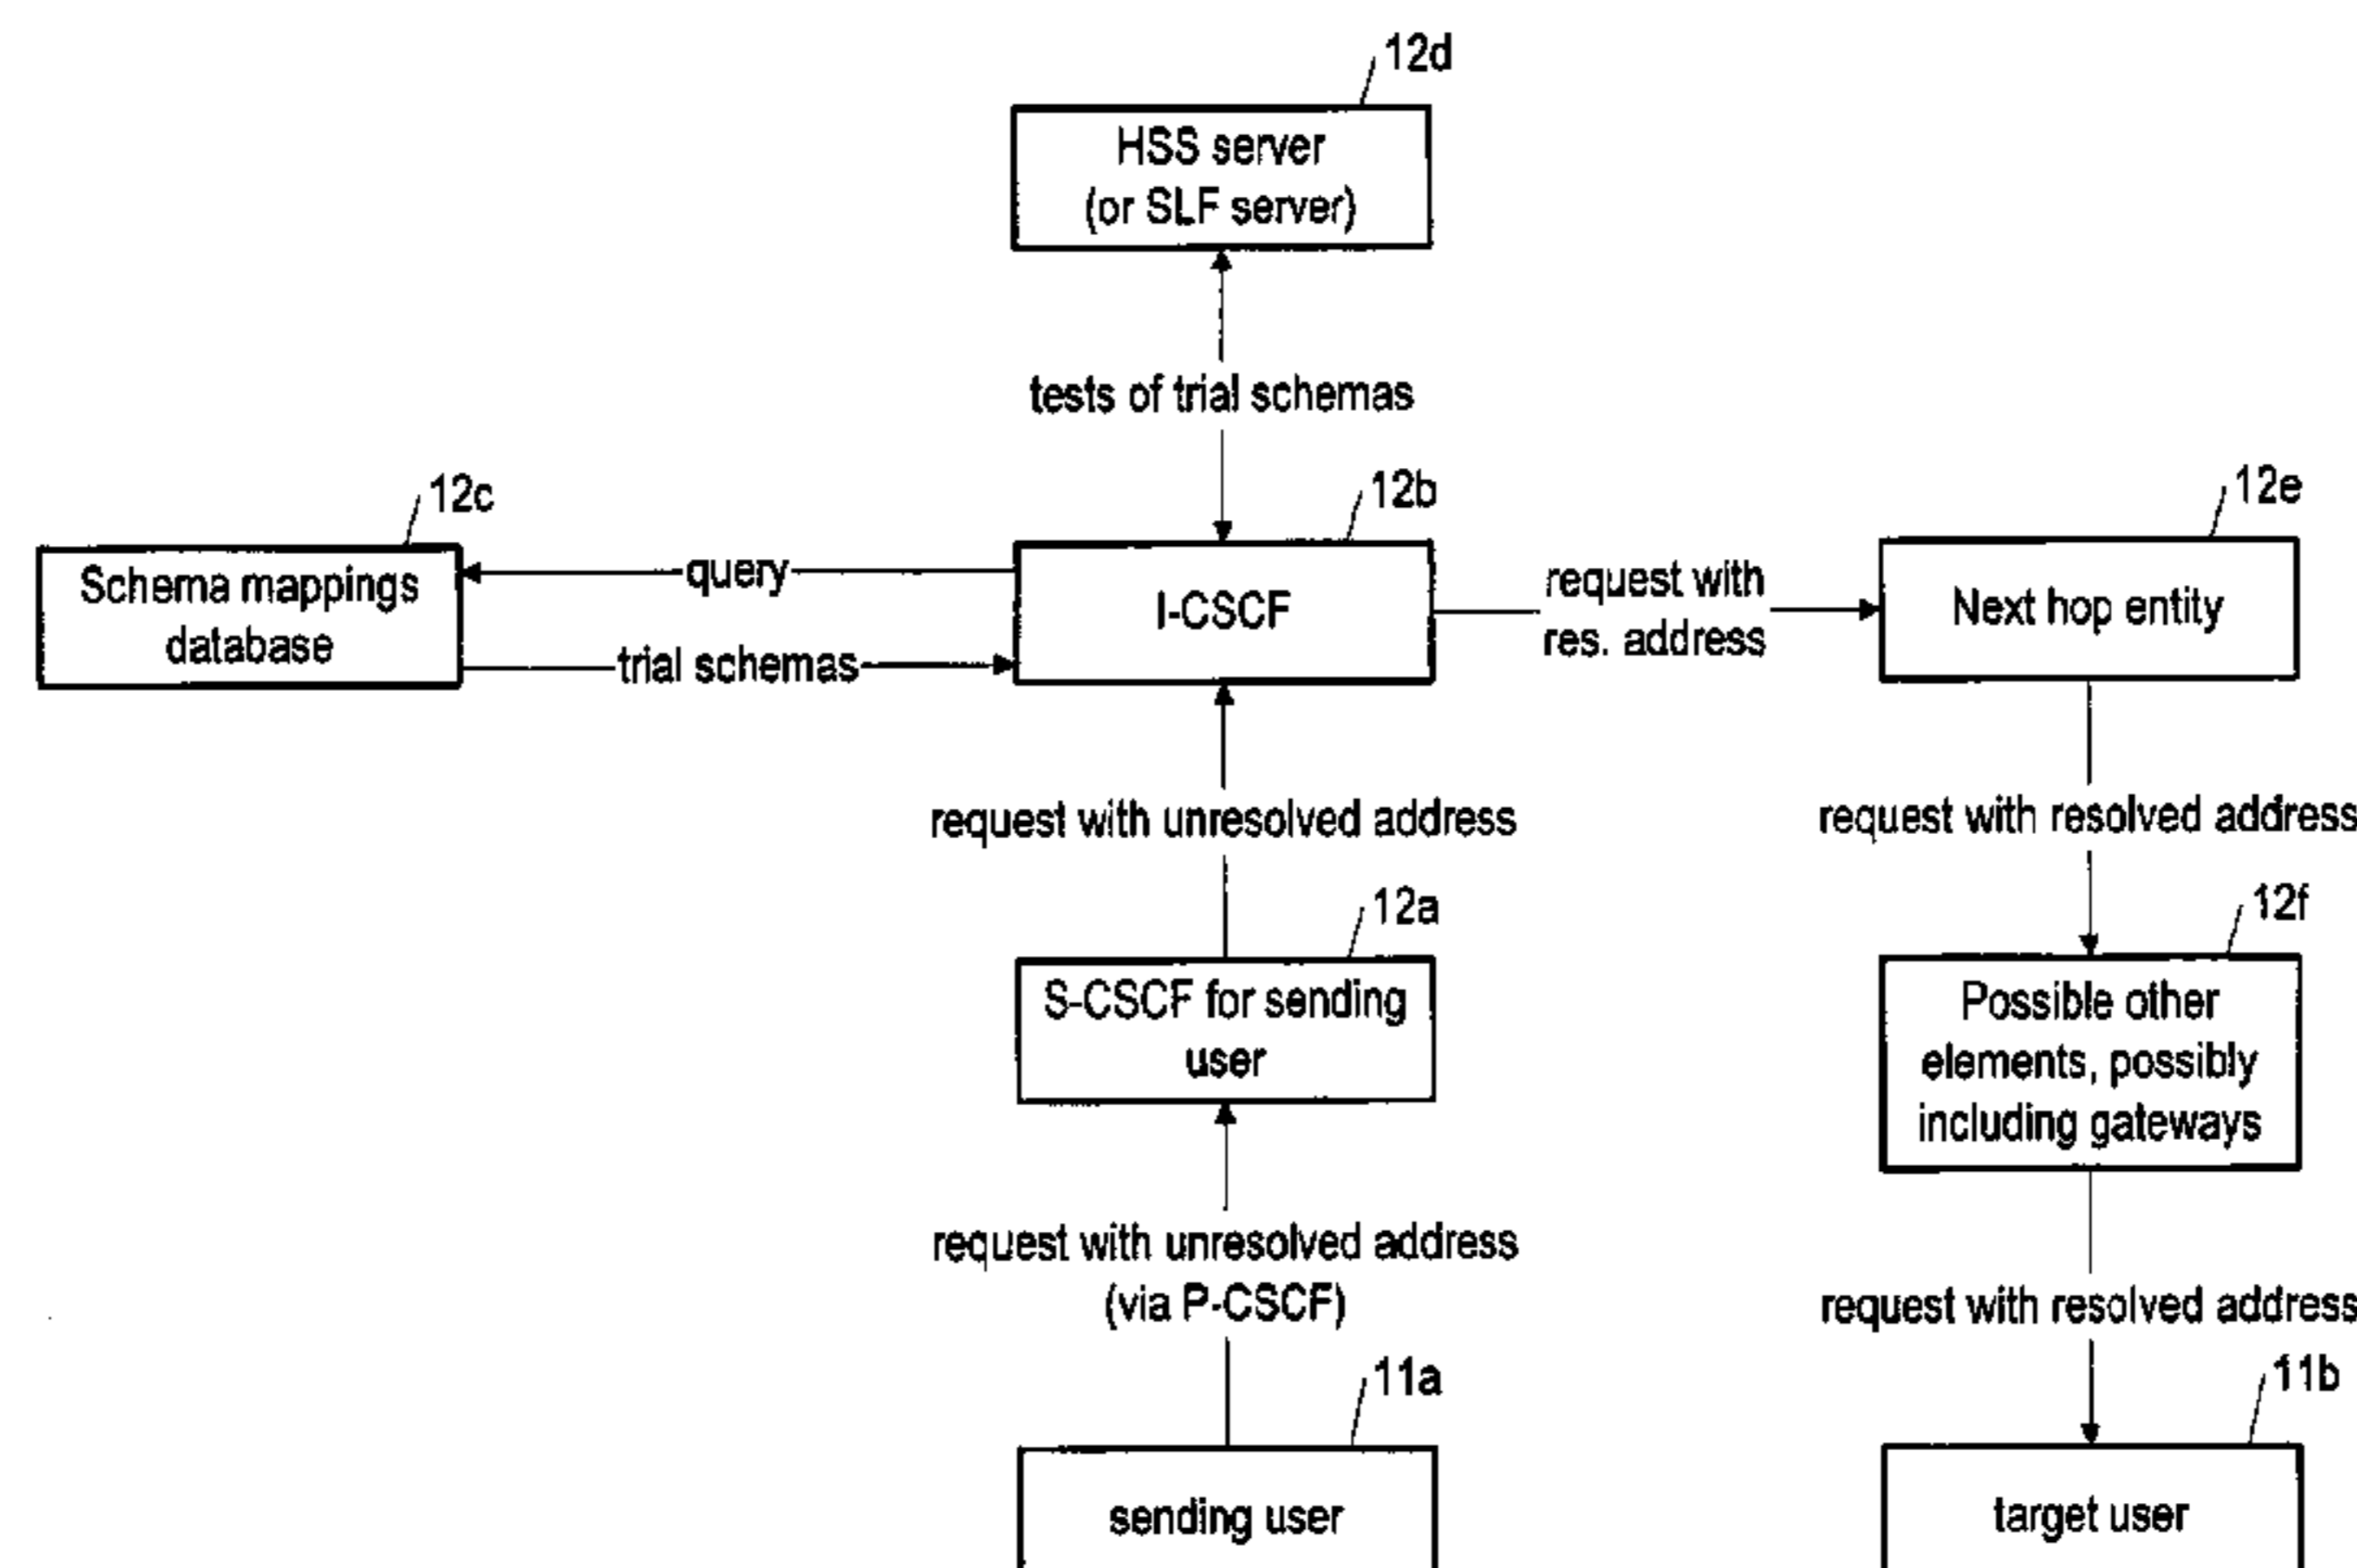 12d
HSS server
(or SLF server)
tests of trial schemas
12c
12b
12e
Schema mappings
database
query
trial schemas
I-CSCF
request with
res. address
Next hop entity
request with unresolved address
request with resolved address
12a
12f
S-CSCF for sending
user
Possible other
elements, possibly
including gateways
request with unresolved address
(via P-CSCF)
request with resolved address
11a
11b
sending user
target user